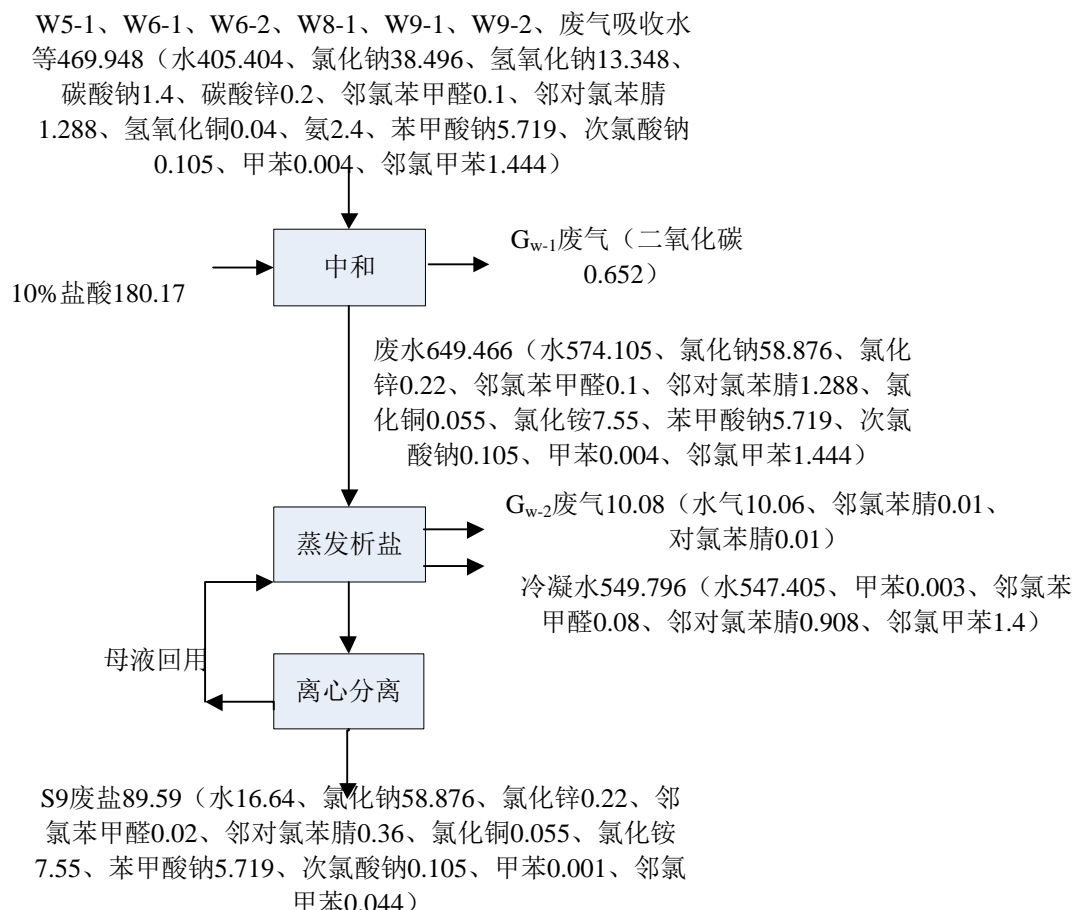 W5-1、W6-1、W6-2、W8-1、W9-1、W9-2、废气吸收水
等469.948（水405.404、氯化钠38.496、氢氧化钠13.348、
碳酸钠1.4、碳酸锌0.2、邻氯苯甲醛0.1、邻对氯苯腈
1.288、氢氧化铜0.04、氨2.4、苯甲酸钠5.719、次氯酸钠
0.105、甲苯0.004、邻氯甲苯1.444）
中和
Gw-1废气（二氧化碳
0.652）
10%盐酸180.17
废水649.466（水574.105、氯化钠58.876、氯化
锌0.22、邻氯苯甲醛0.1、邻对氯苯腈1.288、氯
化铜0.055、氯化铵7.55、苯甲酸钠5.719、次氯
酸钠0.105、甲苯0.004、邻氯甲苯1.444）
蒸发析盐
Gw-2废气10.08（水气10.06、邻氯苯腈0.01、
对氯苯腈0.01）
冷凝水549.796（水547.405、甲苯0.003、邻氯苯
甲醛0.08、邻对氯苯腈0.908、邻氯甲苯1.4）
母液回用
离心分离
S9废盐89.59（水16.64、氯化钠58.876、氯化锌0.22、邻
氯苯甲醛0.02、邻对氯苯腈0.36、氯化铜0.055、氯化铵
7.55、苯甲酸钠5.719、次氯酸钠0.105、甲苯0.001、邻氯
甲苯0.044）